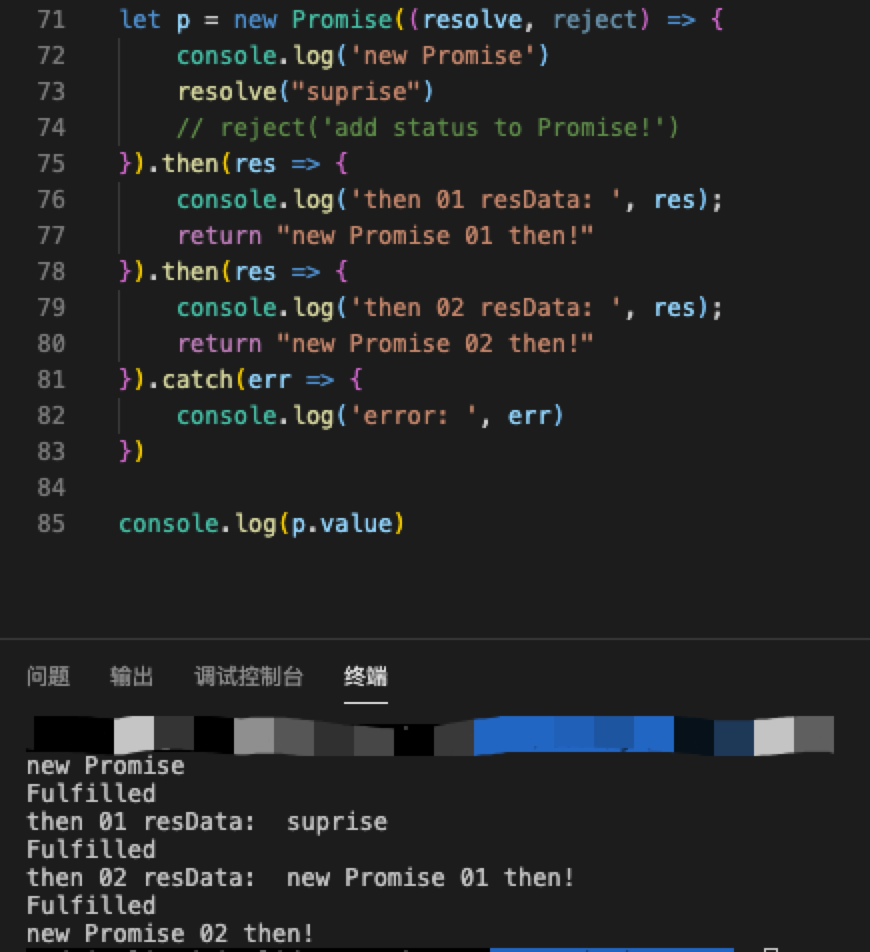 71 let p = new Promise((resolve, reject) => {
72 console.log('new Promise')
73 resolve("suprise")
74 // reject('add status to Promise!')
75 }).then(res => {
76 console.log('then 01 resData: ', res);
77 return "new Promise 01 then!"
78 }).then(res => {
79 console.log('then 02 resData: ', res);
80 return "new Promise 02 then!"
81 }).catch(err => {
82 console.log('error: ', err)
83 })
84
85 console.log(p.value)
问题 输出 调试控制台 终端
new Promise
Fulfilled
then 01 resData:  suprise
Fulfilled
then 02 resData:  new Promise 01 then!
Fulfilled
new Promise 02 then!